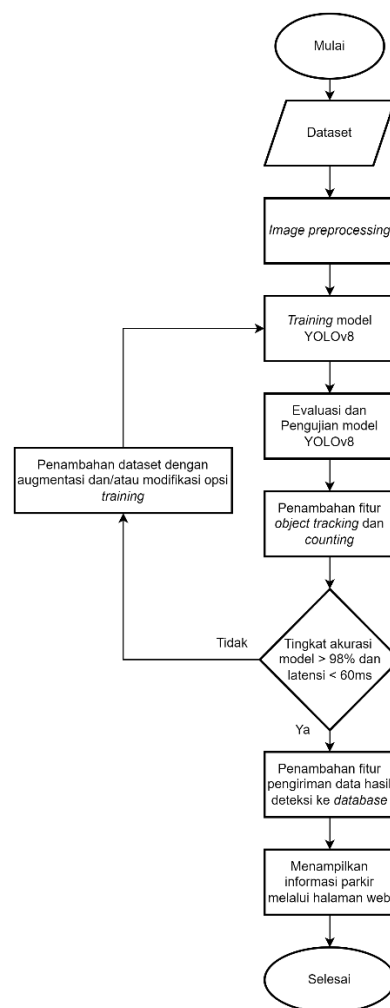 Mulai
Dataset
Image preprocessing
Training model
YOLOv8
Evaluasi dan
Pengujian model
YOLOv8
Penambahan dataset dengan
augmentasi dan/atau modifikasi opsi
training
Penambahan fitur
object tracking dan
counting
Tidak
Tingkat akurasi
model > 98% dan
latensi < 60ms
Ya
Penambahan fitur
pengiriman data hasil
deteksi ke database
Menampilkan
informasi parkir
melalui halaman web
Selesai